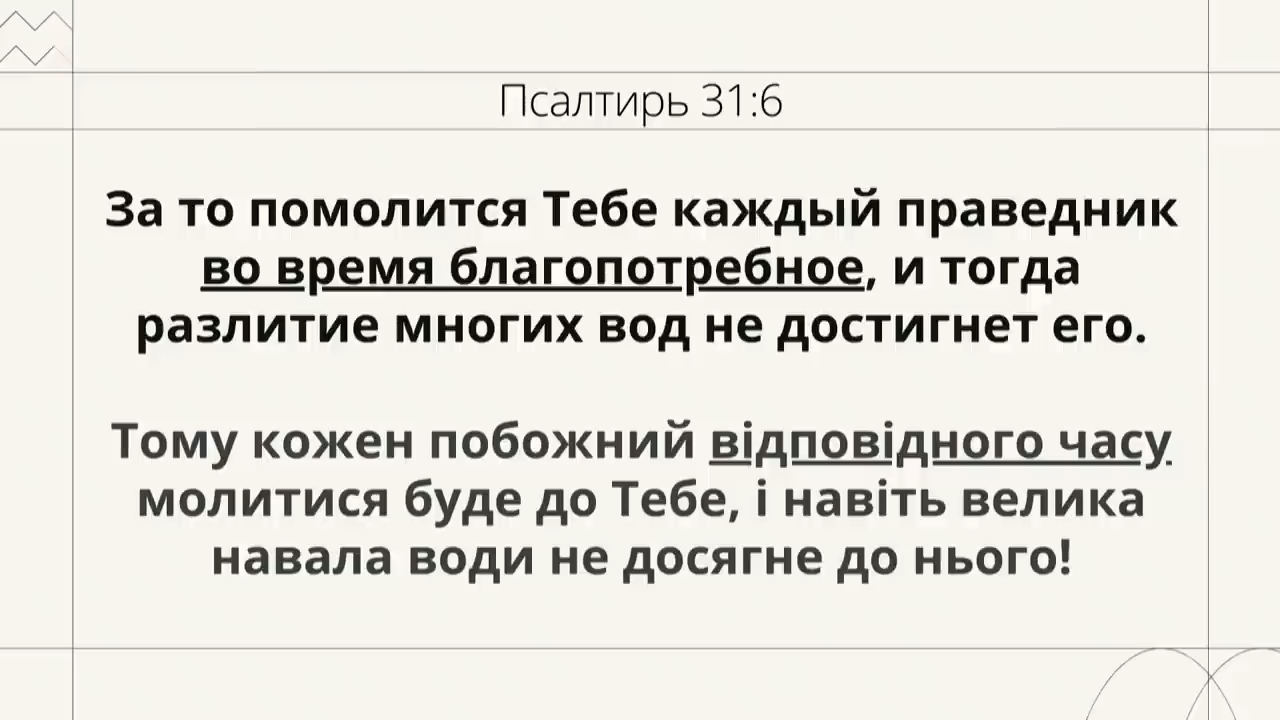 Псалтирь 31:6
За то помолится Тебе каждый праведник
во время благопотребное, и тогда
разлитие многих вод не достигнет его.
Тому кожен побожний відповідного часу
молитися буде до Тебе, і навіть велика
навала води не досягне до нього!